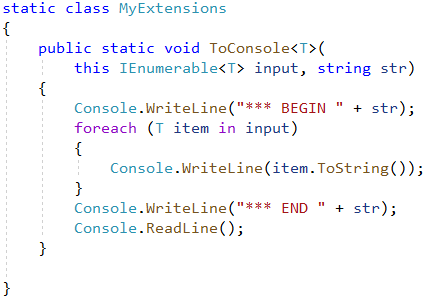 static class MyExtensions
{
    public static void ToConsole<T>(
        this IEnumerable<T> input, string str)
    {
        Console.WriteLine("*** BEGIN " + str);
        foreach (T item in input)
        {
            Console.WriteLine(item.ToString());
        }
        Console.WriteLine("*** END " + str);
        Console.ReadLine();
    }
}